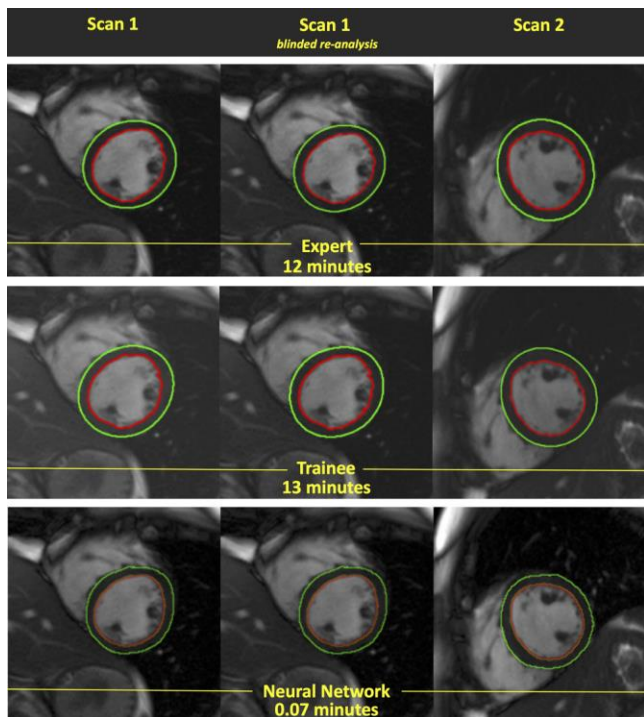 Scan 1
Scan 1
blinded re-analysis
Scan 2
Expert
12 minutes
Trainee
13 minutes
Neural Network
0.07 minutes